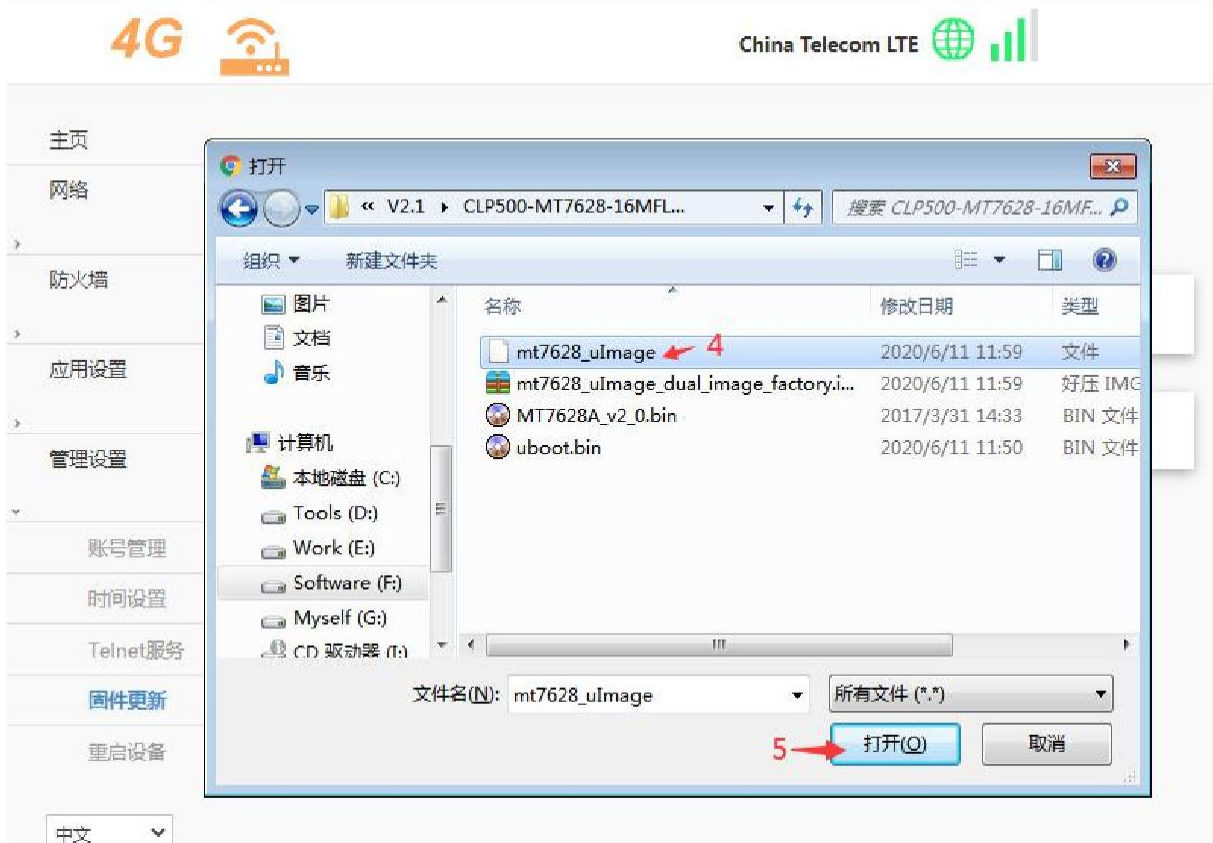 4G
China Telecom LTE
主页
网络
防火墙
应用设置
管理设置
账号管理
时间设置
Telnet服务
固件更新
重启设备
中文
打开
« V2.1 CLP500-MT7628-16MFL...
搜索 CLP500-MT7628-16MF...
组织 新建文件夹
图片
文档
音乐
计算机
本地磁盘 (C:)
Tools (D:)
Work (E:)
Software (F:)
Myself (G:)
CD 驱动器 (I:)
名称 修改日期 类型
mt7628_uImage 4 2020/6/11 11:59 文件
mt7628_uImage_dual_image_factory.i... 2020/6/11 11:59 好压 IMG
MT7628A_v2_0.bin 2017/3/31 14:33 BIN 文件
uboot.bin 2020/6/11 11:50 BIN 文件
文件名(N): mt7628_uImage 所有文件 (*.*)
5 打开(O) 取消